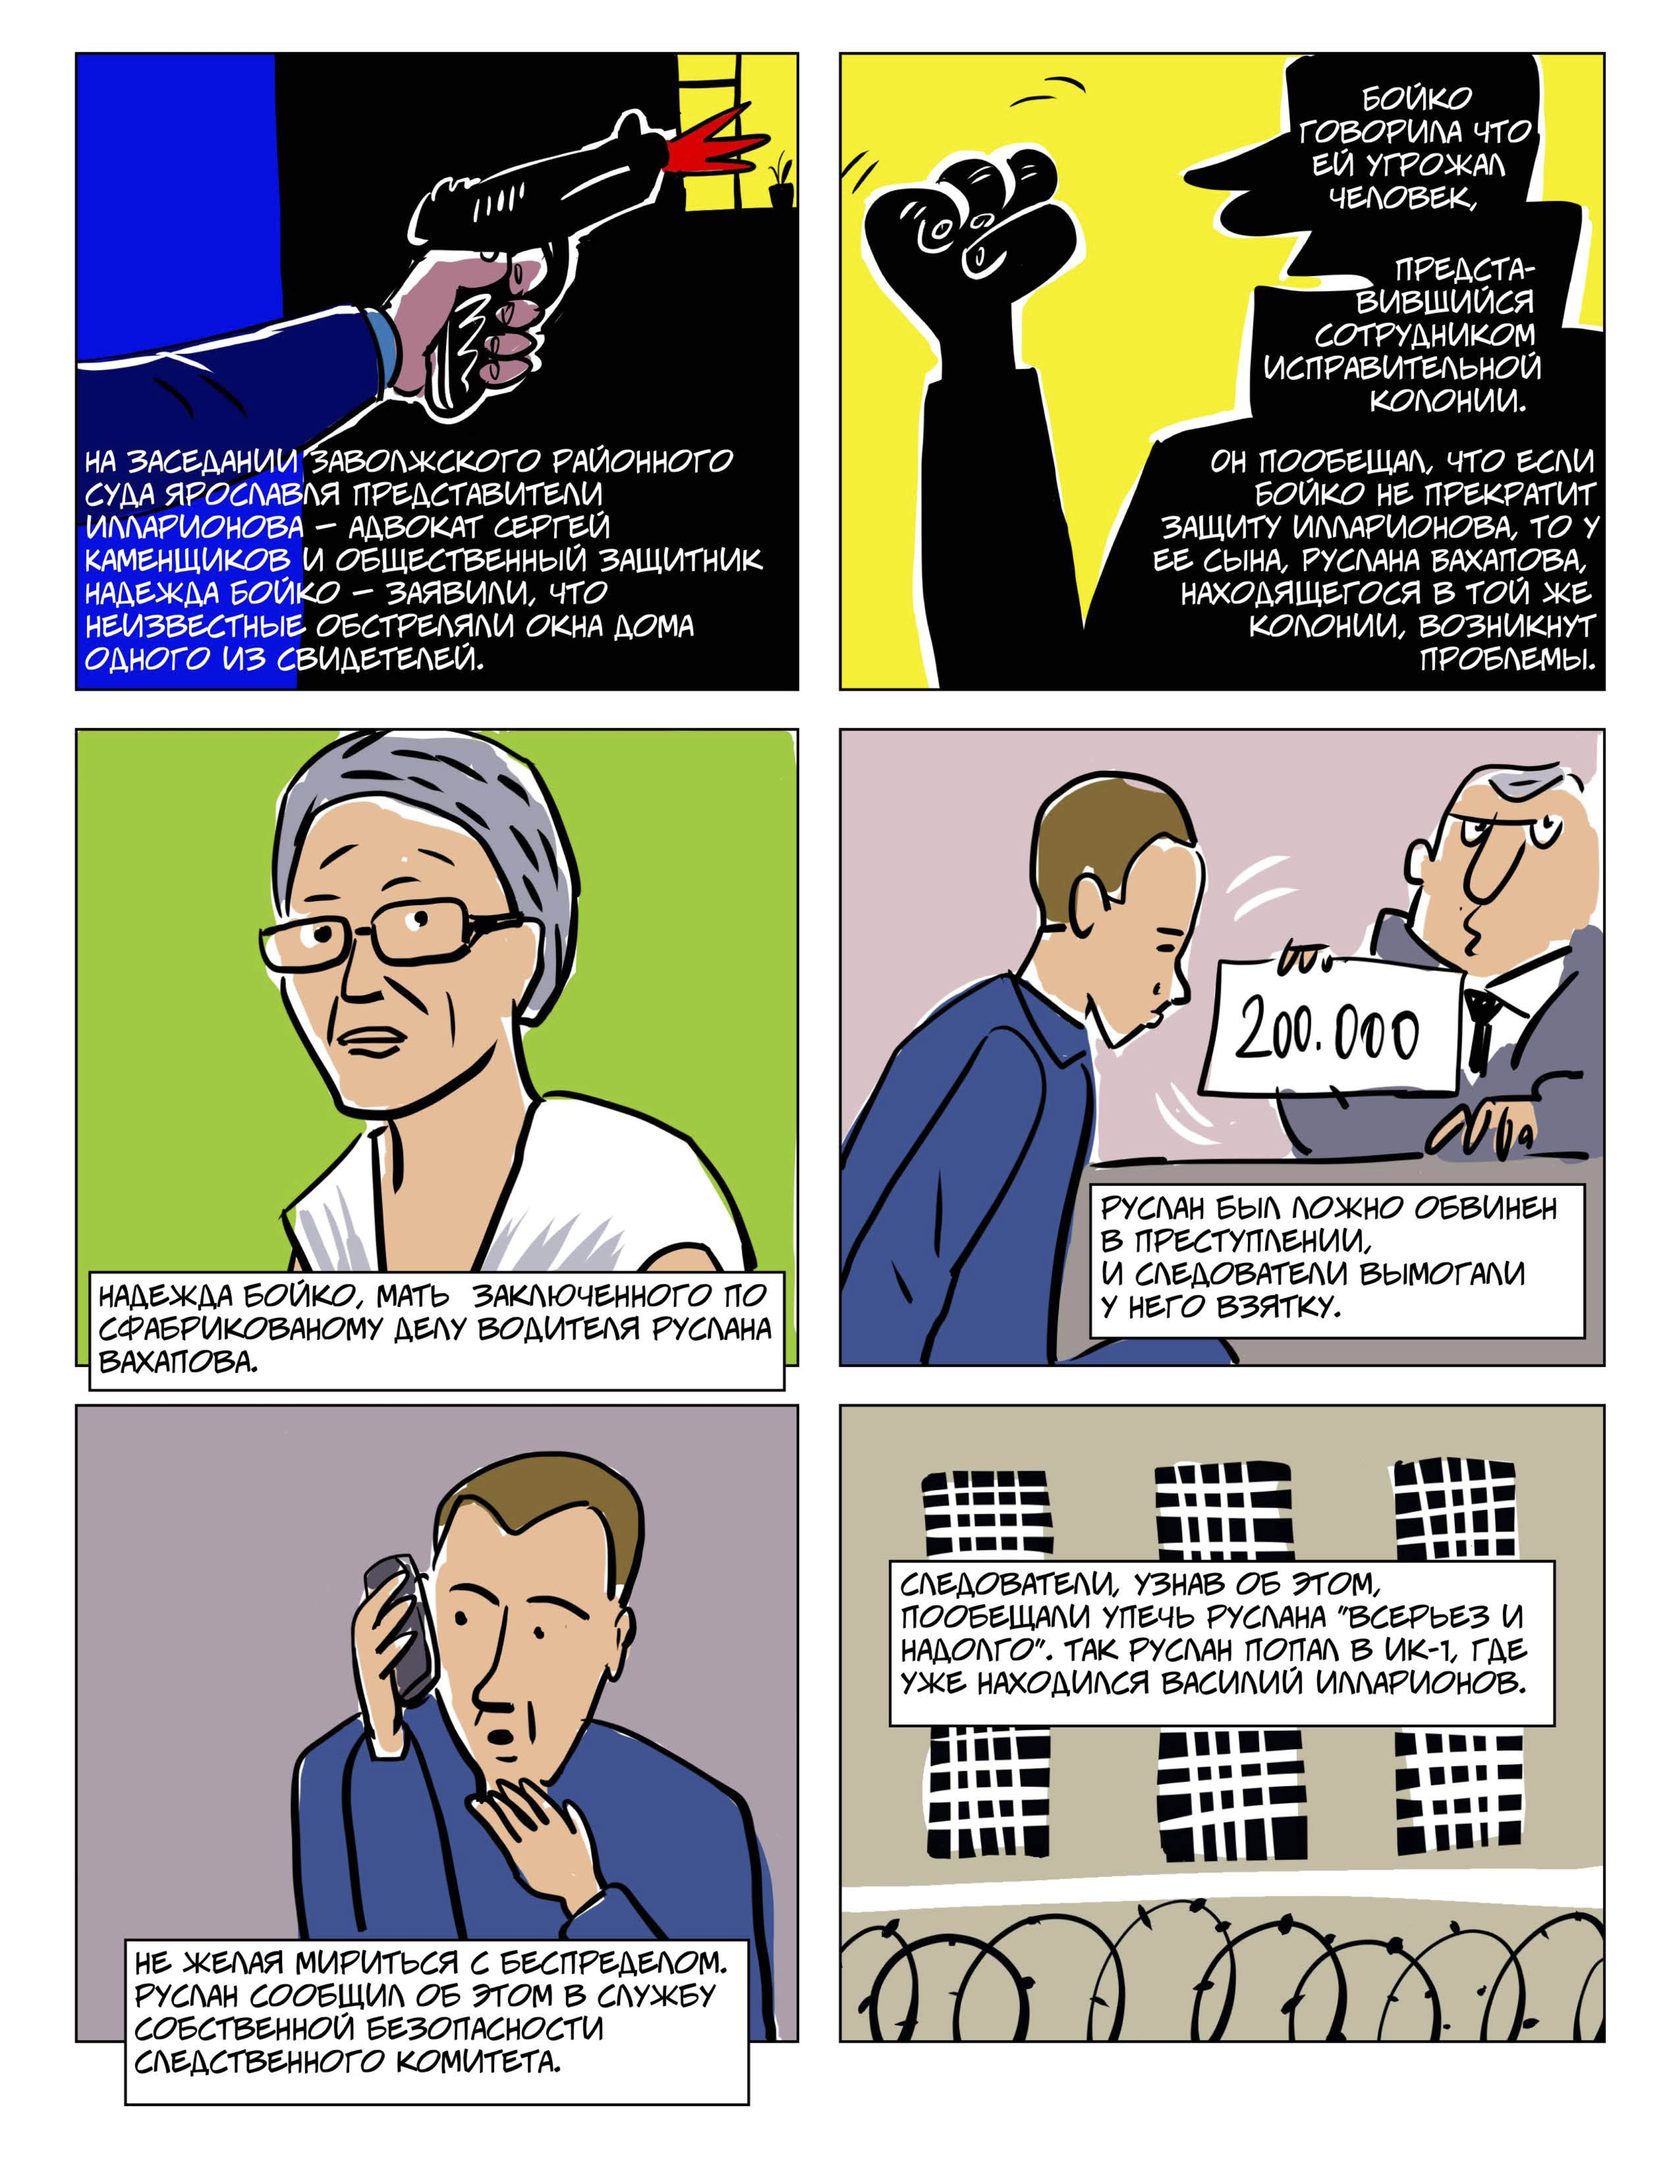 НА ЗАСЕДАНИИ ЗАВОЛЖСКОГО РАЙОННОГО
СУДА ЯРОСЛАВЛЯ ПРЕДСТАВИТЕЛИ
ИЛЛАРИОНОВА – АДВОКАТ СЕРГЕЙ
КАМЕНЩИКОВ И ОБЩЕСТВЕННЫЙ ЗАЩИТНИК
НАДЕЖДА БОЙКО – ЗАЯВИЛИ, ЧТО
НЕИЗВЕСТНЫЕ ОБСТРЕЛЯЛИ ОКНА ДОМА
ОДНОГО ИЗ СВИДЕТЕЛЕЙ.
БОЙКО
ГОВОРИЛА ЧТО
ЕЙ УГРОЖАЛ
ЧЕЛОВЕК,
ПРЕДСТА-
ВИВШИЙСЯ
СОТРУДНИКОМ
ИСПРАВИТЕЛЬНОЙ
КОЛОНИИ.
ОН ПООБЕЩАЛ, ЧТО ЕСЛИ
БОЙКО НЕ ПРЕКРАТИТ
ЗАЩИТУ ИЛЛАРИОНОВА, ТО У
ЕЕ СЫНА, РУСЛАНА ВАХАПОВА,
НАХОДЯЩЕГОСЯ В ТОЙ ЖЕ
КОЛОНИИ, ВОЗНИКНУТ
ПРОБЛЕМЫ.
НАДЕЖДА БОЙКО, МАТЬ ЗАКЛЮЧЕННОГО ПО
СФАБРИКОВАНОМУ ДЕЛУ ВОДИТЕЛЯ РУСЛАНА
ВАХАПОВА.
200.000
РУСЛАН БЫЛ ЛОЖНО ОБВИНЕН
В ПРЕСТУПЛЕНИИ,
И СЛЕДОВАТЕЛИ ВЫМОГАЛИ
У НЕГО ВЗЯТКУ.
НЕ ЖЕЛАЯ МИРИТЬСЯ С БЕСПРЕДЕЛОМ.
РУСЛАН СООБЩИЛ ОБ ЭТОМ В СЛУЖБУ
СОБСТВЕННОЙ БЕЗОПАСНОСТИ
СЛЕДСТВЕННОГО КОМИТЕТА.
СЛЕДОВАТЕЛИ, УЗНАВ ОБ ЭТОМ,
ПООБЕЩАЛИ УПЕЧЬ РУСЛАНА "ВСЕРЬЕЗ И
НАДОЛГО". ТАК РУСЛАН ПОПАЛ В ИК-1, ГДЕ
УЖЕ НАХОДИЛСЯ ВАСИЛИЙ ИЛЛАРИОНОВ.